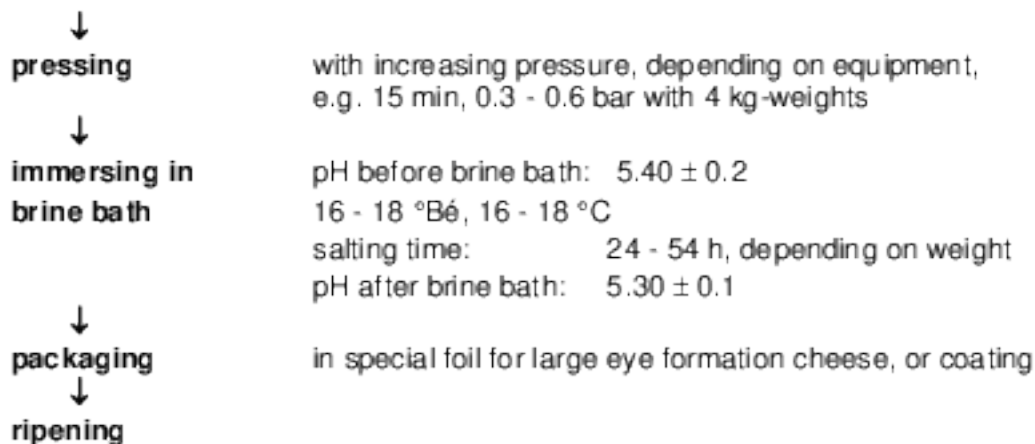 ↓
pressing with increasing pressure, depending on equipment,
e.g. 15 min, 0.3 - 0.6 bar with 4 kg-weights
↓
immersing in pH before brine bath: 5.40 ± 0.2
brine bath 16 - 18 °Bé, 16 - 18 °C
salting time: 24 - 54 h, depending on weight
pH after brine bath: 5.30 ± 0.1
↓
packaging in special foil for large eye formation cheese, or coating
↓
ripening